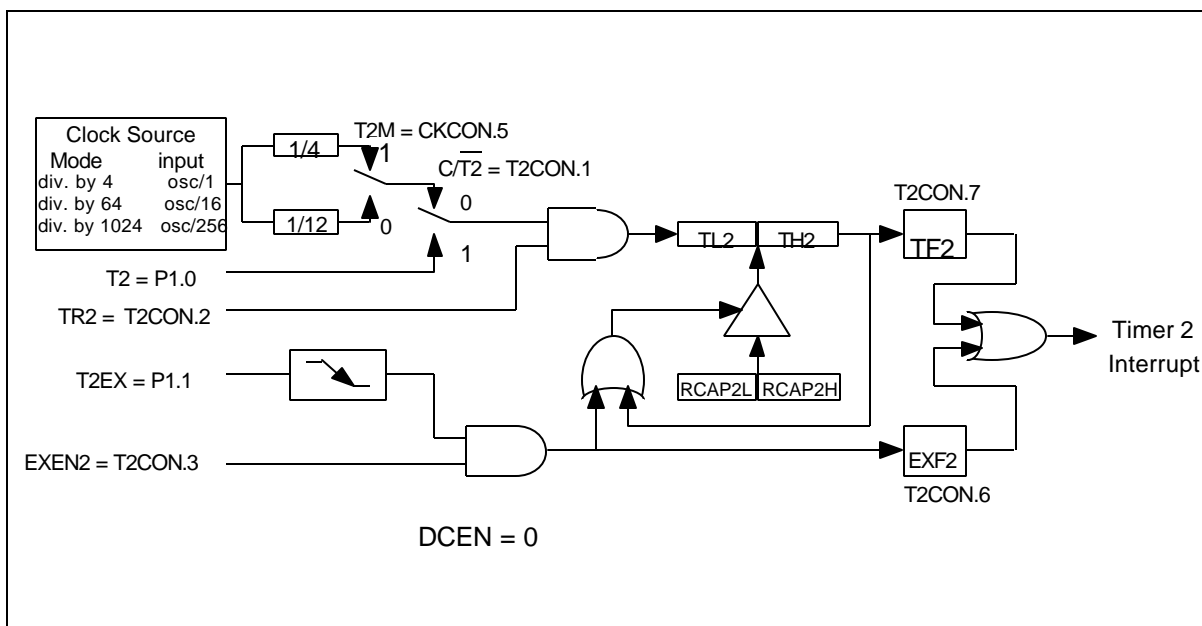 Clock Source
Mode input
div. by 4 osc/1
div. by 64 osc/16
div. by 1024 osc/256
1/4
1/12
T2M = CKCON.5
1
0
C/T2 = T2CON.1
0
1
T2 = P1.0
TR2 = T2CON.2
TL2 TH2
T2CON.7
TF2
Timer 2
Interrupt
T2EX = P1.1
RCAP2L RCAP2H
EXEN2 = T2CON.3
EXF2
T2CON.6
DCEN = 0